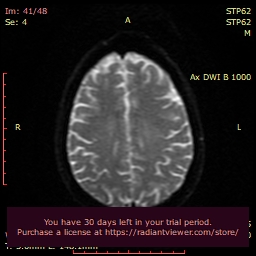 Im: 41/48
STP62
Se: 4
STP62
M
A
Ax DWI B 1000
R
L
You have 30 days left in your trial period.
Purchase a license at https://radiantviewer.com/store/